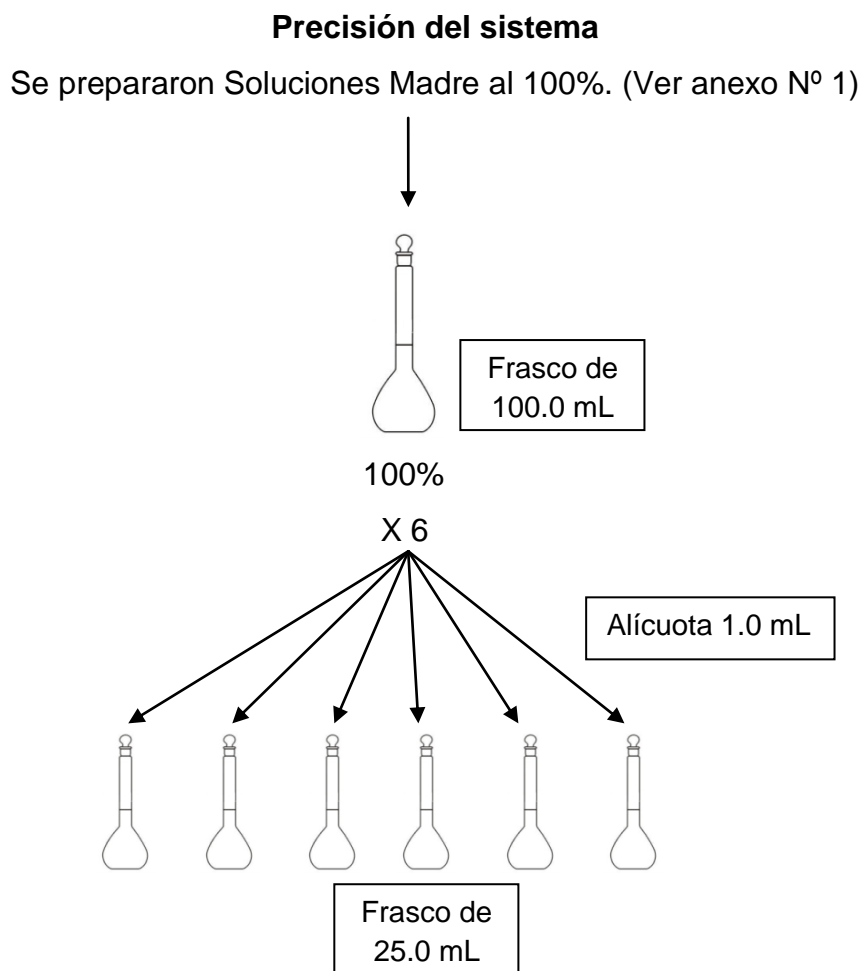 Precisión del sistema
Se prepararon Soluciones Madre al 100%. (Ver anexo Nº 1)
Frasco de
100.0 mL
100%
X 6
Alícuota 1.0 mL
Frasco de
25.0 mL